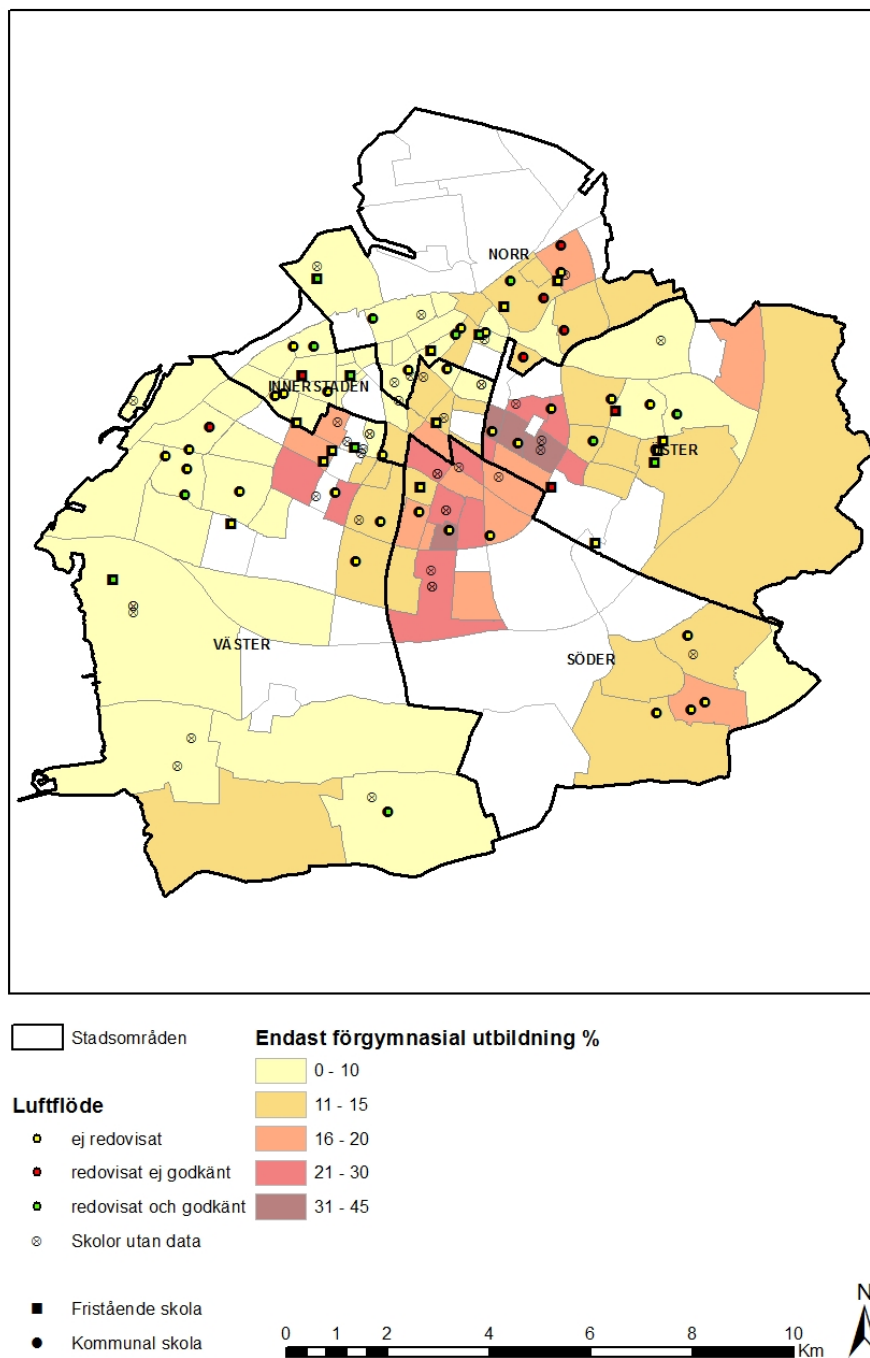 NORR
INNERSTADEN
ÖSTER
VÄSTER
SÖDER
Stadsområden
Endast förgymnasial utbildning %
0 - 10
11 - 15
16 - 20
21 - 30
31 - 45
Luftflöde
ej redovisat
redovisat ej godkänt
redovisat och godkänt
Skolor utan data
Fristående skola
Kommunal skola
0 1 2 4 6 8 10
Km
N